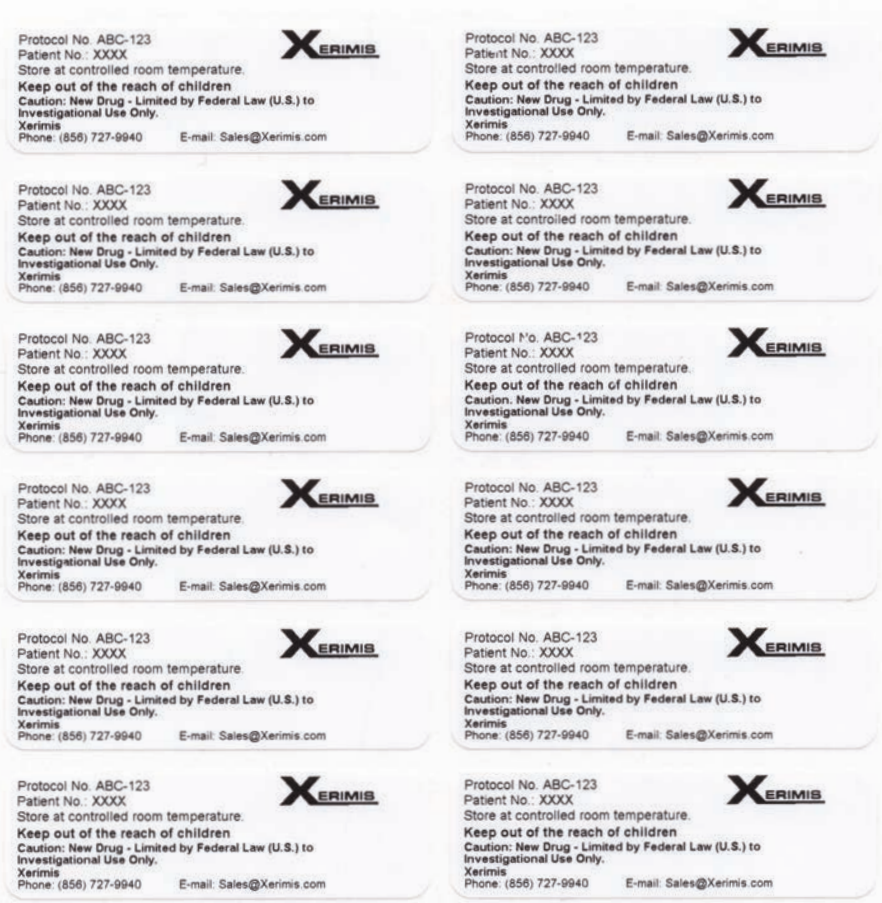 Protocol No. ABC-123
XERIMIS
Patient No.: XXXX
Store at controlled room temperature.
Keep out of the reach of children
Caution: New Drug - Limited by Federal Law (U.S.) to
Investigational Use Only.
Xerimis
Phone: (856) 727-9940 E-mail: Sales@Xerimis.com
Protocol No. ABC-123
XERIMIS
Patient No.: XXXX
Store at controlled room temperature.
Keep out of the reach of children
Caution: New Drug - Limited by Federal Law (U.S.) to
Investigational Use Only.
Xerimis
Phone: (856) 727-9940 E-mail: Sales@Xerimis.com
Protocol No. ABC-123
XERIMIS
Patient No.: XXXX
Store at controlled room temperature.
Keep out of the reach of children
Caution: New Drug - Limited by Federal Law (U.S.) to
Investigational Use Only.
Xerimis
Phone: (856) 727-9940 E-mail: Sales@Xerimis.com
Protocol No. ABC-123
XERIMIS
Patient No.: XXXX
Store at controlled room temperature.
Keep out of the reach of children
Caution: New Drug - Limited by Federal Law (U.S.) to
Investigational Use Only.
Xerimis
Phone: (856) 727-9940 E-mail: Sales@Xerimis.com
Protocol No. ABC-123
XERIMIS
Patient No.: XXXX
Store at controlled room temperature.
Keep out of the reach of children
Caution: New Drug - Limited by Federal Law (U.S.) to
Investigational Use Only.
Xerimis
Phone: (856) 727-9940 E-mail: Sales@Xerimis.com
Protocol No. ABC-123
XERIMIS
Patient No.: XXXX
Store at controlled room temperature.
Keep out of the reach of children
Caution: New Drug - Limited by Federal Law (U.S.) to
Investigational Use Only.
Xerimis
Phone: (856) 727-9940 E-mail: Sales@Xerimis.com
Protocol No. ABC-123
XERIMIS
Patient No.: XXXX
Store at controlled room temperature.
Keep out of the reach of children
Caution: New Drug - Limited by Federal Law (U.S.) to
Investigational Use Only.
Xerimis
Phone: (856) 727-9940 E-mail: Sales@Xerimis.com
Protocol No. ABC-123
XERIMIS
Patient No.: XXXX
Store at controlled room temperature.
Keep out of the reach of children
Caution: New Drug - Limited by Federal Law (U.S.) to
Investigational Use Only.
Xerimis
Phone: (856) 727-9940 E-mail: Sales@Xerimis.com
Protocol No. ABC-123
XERIMIS
Patient No.: XXXX
Store at controlled room temperature.
Keep out of the reach of children
Caution: New Drug - Limited by Federal Law (U.S.) to
Investigational Use Only.
Xerimis
Phone: (856) 727-9940 E-mail: Sales@Xerimis.com
Protocol No. ABC-123
XERIMIS
Patient No.: XXXX
Store at controlled room temperature.
Keep out of the reach of children
Caution: New Drug - Limited by Federal Law (U.S.) to
Investigational Use Only.
Xerimis
Phone: (856) 727-9940 E-mail: Sales@Xerimis.com
Protocol No. ABC-123
XERIMIS
Patient No.: XXXX
Store at controlled room temperature.
Keep out of the reach of children
Caution: New Drug - Limited by Federal Law (U.S.) to
Investigational Use Only.
Xerimis
Phone: (856) 727-9940 E-mail: Sales@Xerimis.com
Protocol No. ABC-123
XERIMIS
Patient No.: XXXX
Store at controlled room temperature.
Keep out of the reach of children
Caution: New Drug - Limited by Federal Law (U.S.) to
Investigational Use Only.
Xerimis
Phone: (856) 727-9940 E-mail: Sales@Xerimis.com